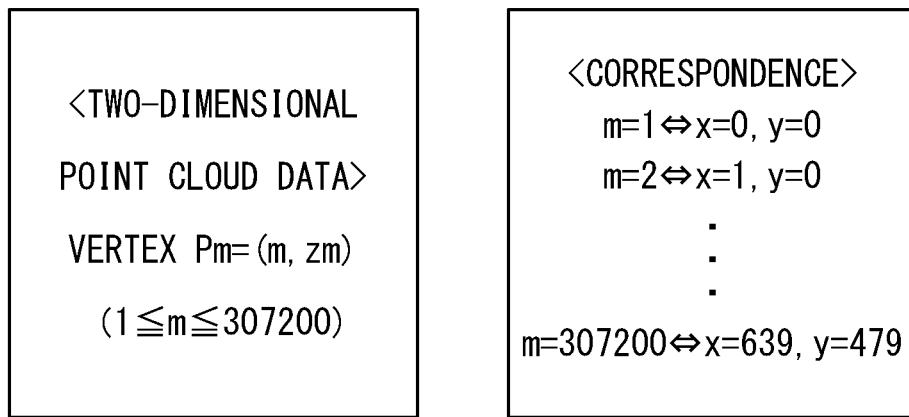 <TWO-DIMENSIONAL
POINT CLOUD DATA>
VERTEX Pm=(m, zm)
(1≦m≦307200)
<CORRESPONDENCE>
m=1⇔x=0, y=0
m=2⇔x=1, y=0
.
.
.
m=307200⇔x=639, y=479